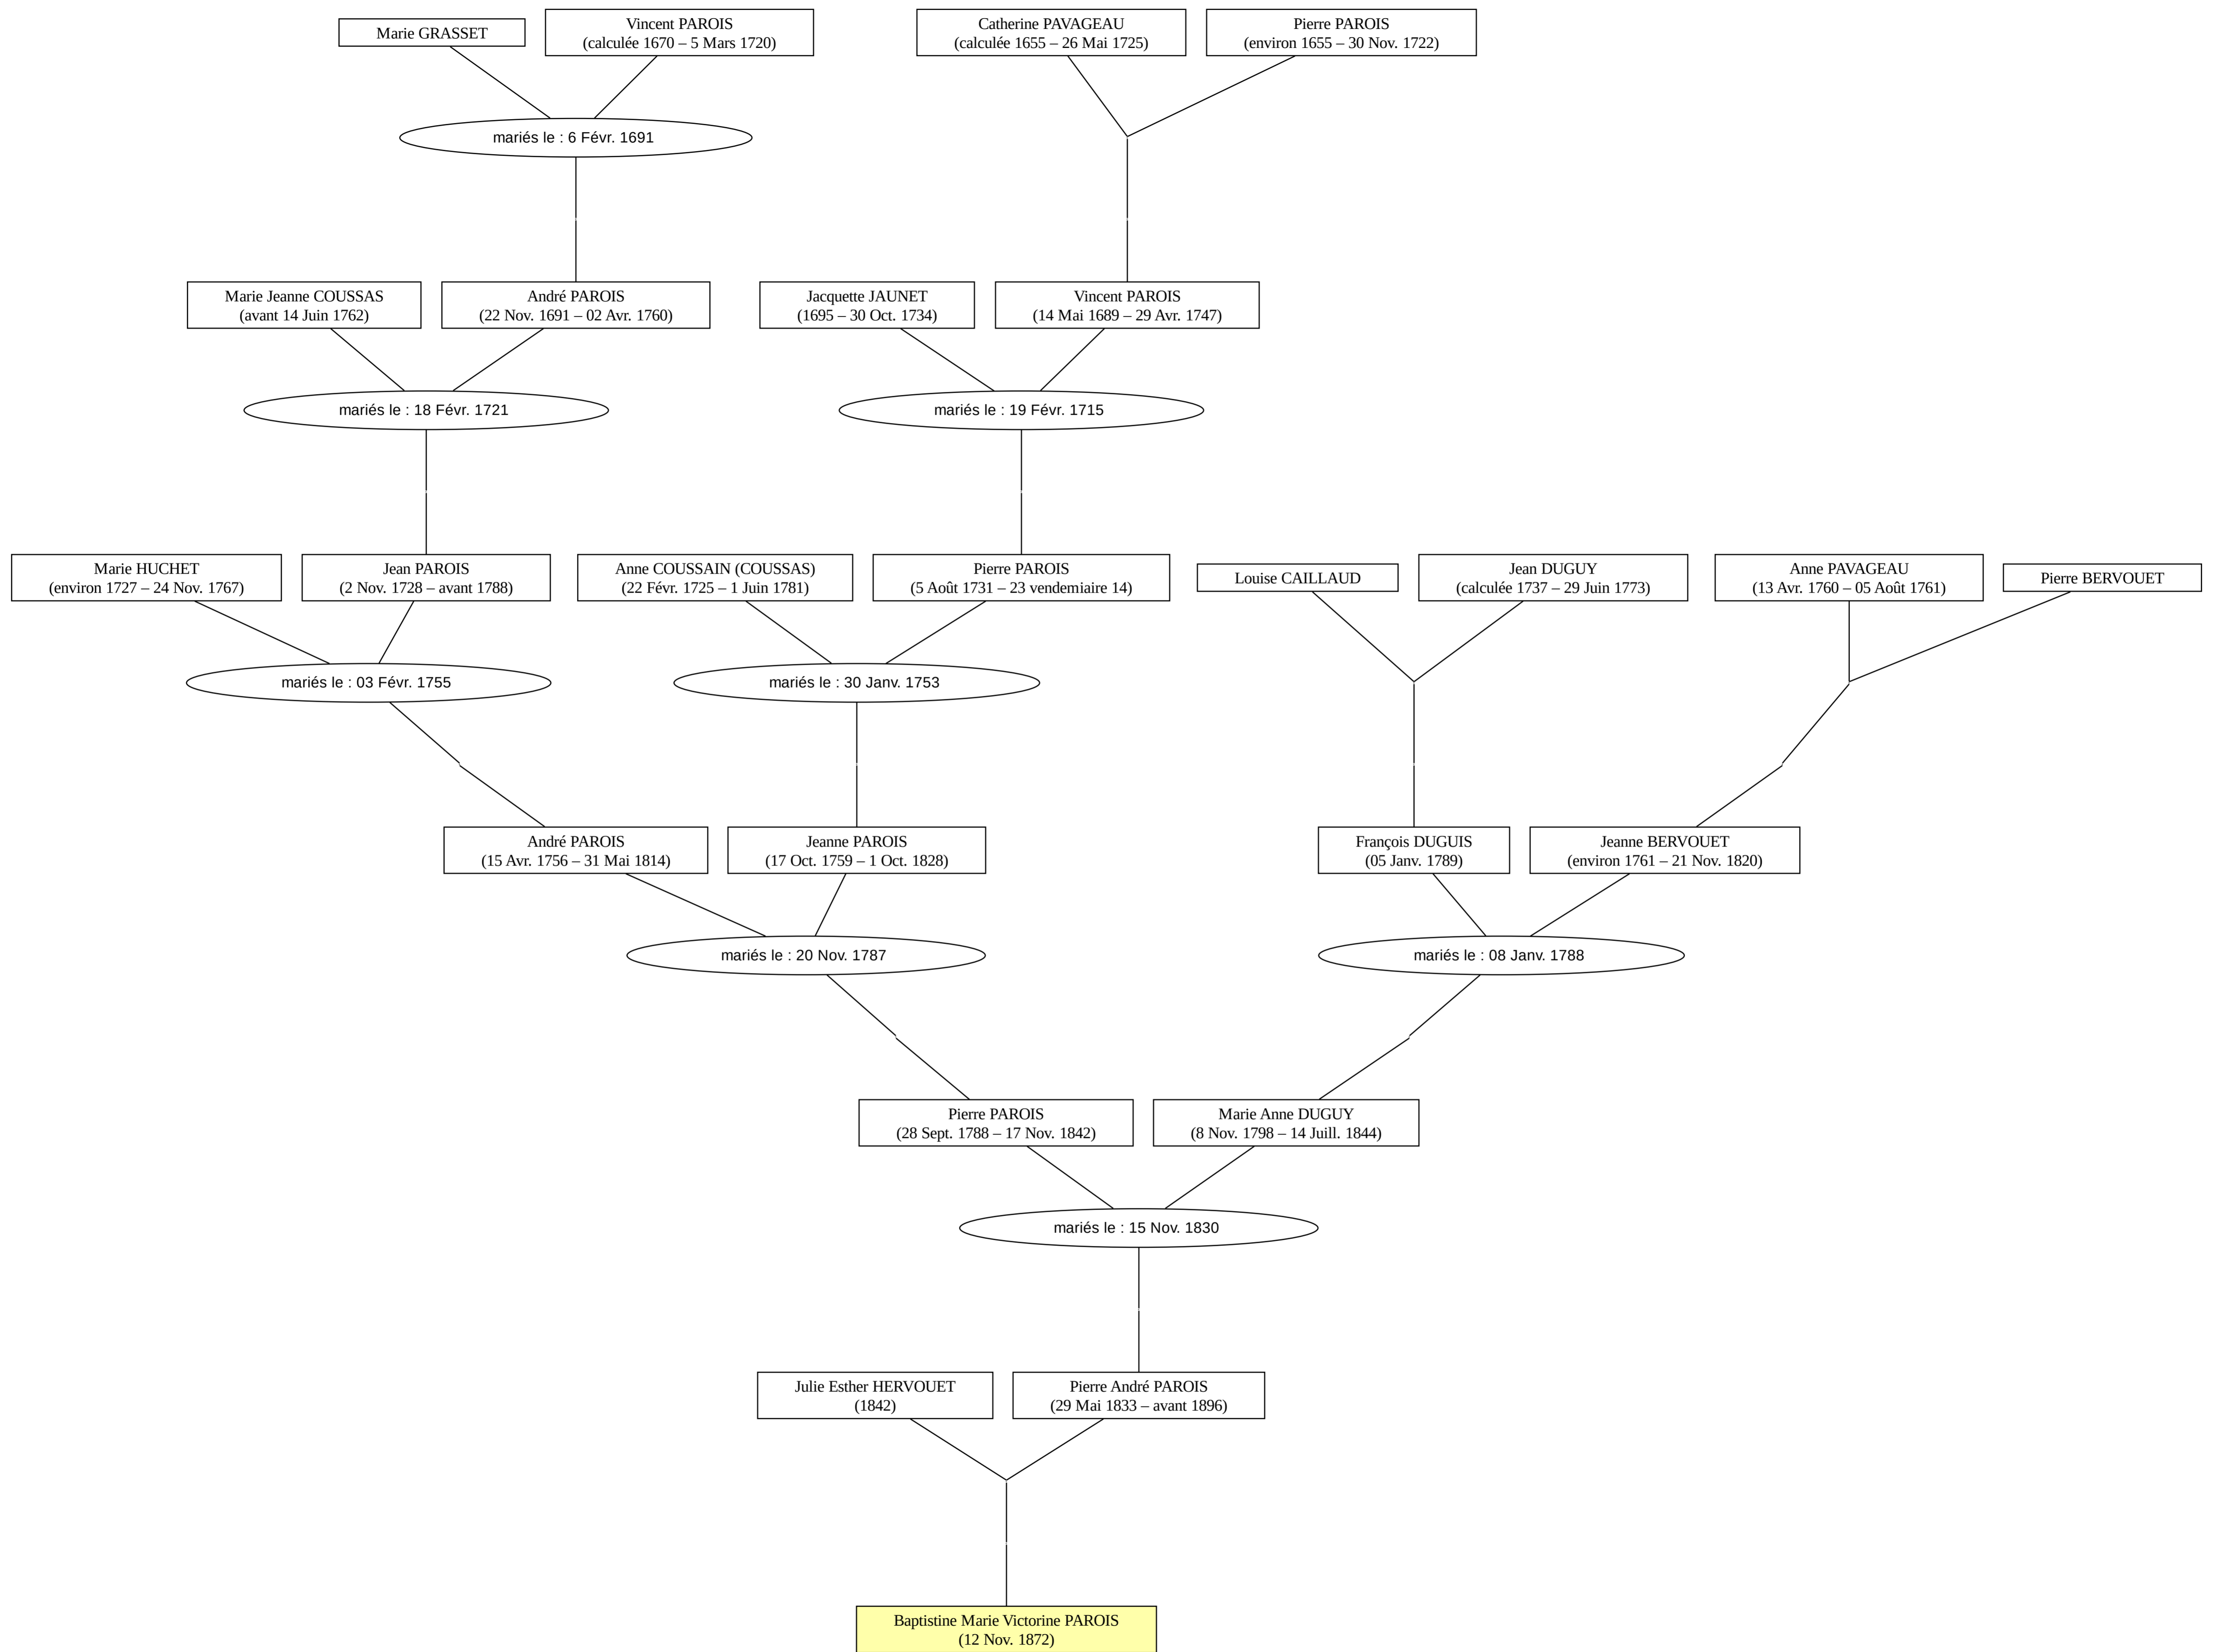 Marie GRASSET
Vincent PAROIS
(calculée 1670 – 5 Mars 1720)
Catherine PAVAGEAU
(calculée 1655 – 26 Mai 1725)
Pierre PAROIS
(environ 1655 – 30 Nov. 1722)
mariés le : 6 Févr. 1691
Marie Jeanne COUSSAS
(avant 14 Juin 1762)
André PAROIS
(22 Nov. 1691 – 02 Avr. 1760)
Jacquette JAUNET
(1695 – 30 Oct. 1734)
Vincent PAROIS
(14 Mai 1689 – 29 Avr. 1747)
mariés le : 18 Févr. 1721
mariés le : 19 Févr. 1715
Marie HUCHET
(environ 1727 – 24 Nov. 1767)
Jean PAROIS
(2 Nov. 1728 – avant 1788)
Anne COUSSAIN (COUSSAS)
(22 Févr. 1725 – 1 Juin 1781)
Pierre PAROIS
(5 Août 1731 – 23 vendemiaire 14)
Louise CAILLAUD
Jean DUGUY
(calculée 1737 – 29 Juin 1773)
Anne PAVAGEAU
(13 Avr. 1760 – 05 Août 1761)
Pierre BERVOUET
mariés le : 03 Févr. 1755
mariés le : 30 Janv. 1753
André PAROIS
(15 Avr. 1756 – 31 Mai 1814)
Jeanne PAROIS
(17 Oct. 1759 – 1 Oct. 1828)
François DUGUIS
(05 Janv. 1789)
Jeanne BERVOUET
(environ 1761 – 21 Nov. 1820)
mariés le : 20 Nov. 1787
mariés le : 08 Janv. 1788
Pierre PAROIS
(28 Sept. 1788 – 17 Nov. 1842)
Marie Anne DUGUY
(8 Nov. 1798 – 14 Juill. 1844)
mariés le : 15 Nov. 1830
Julie Esther HERVOUET
(1842)
Pierre André PAROIS
(29 Mai 1833 – avant 1896)
Baptistine Marie Victorine PAROIS
(12 Nov. 1872)